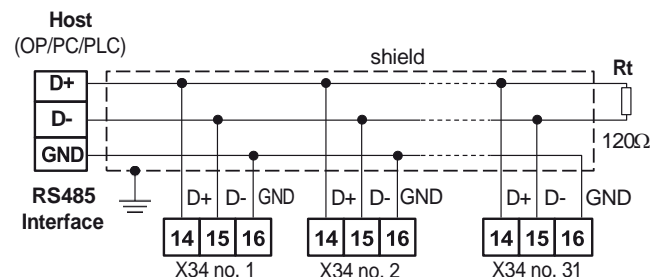 Host
(OP/PC/PLC)
shield
Rt
D+
D-
GND
120Ω
RS485
Interface
D+ D- GND
D+ D- GND
D+ D- GND
14 15 16
14 15 16
14 15 16
X34 no. 1
X34 no. 2
X34 no. 31